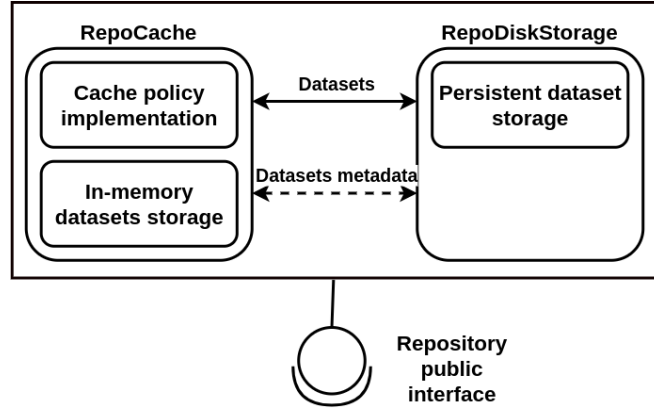 RepoCache
RepoDiskStorage
Cache policy
implementation
Datasets
Persistent dataset
storage
In-memory
datasets storage
Datasets metadata
Repository
public
interface